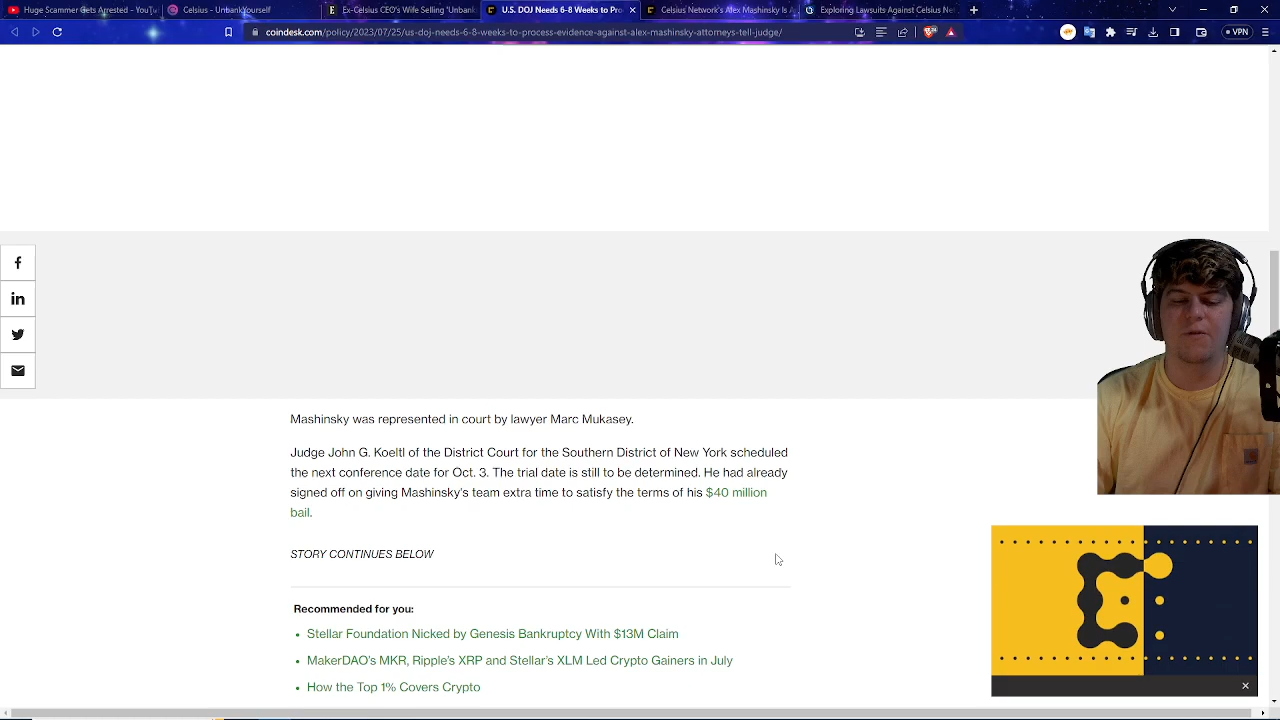 Huge Scammer Gets Arrested - YouTu
Celsius - Unbank Yourself
Ex-Celsius CEO's Wife Selling 'Unbank
U.S. DOJ Needs 6-8 Weeks to Pro
Celsius Network's Alex Mashinsky Is A
Exploring Lawsuits Against Celsius Ne
coindesk.com/policy/2023/07/25/us-doj-needs-6-8-weeks-to-process-evidence-against-alex-mashinsky-attorneys-tell-judge/
VPN
Mashinsky was represented in court by lawyer Marc Mukasey.
Judge John G. Koeltl of the District Court for the Southern District of New York scheduled
the next conference date for Oct. 3. The trial date is still to be determined. He had already
signed off on giving Mashinsky's team extra time to satisfy the terms of his $40 million
bail.
STORY CONTINUES BELOW
Recommended for you:
• Stellar Foundation Nicked by Genesis Bankruptcy With $13M Claim
• MakerDAO's MKR, Ripple's XRP and Stellar's XLM Led Crypto Gainers in July
• How the Top 1% Covers Crypto